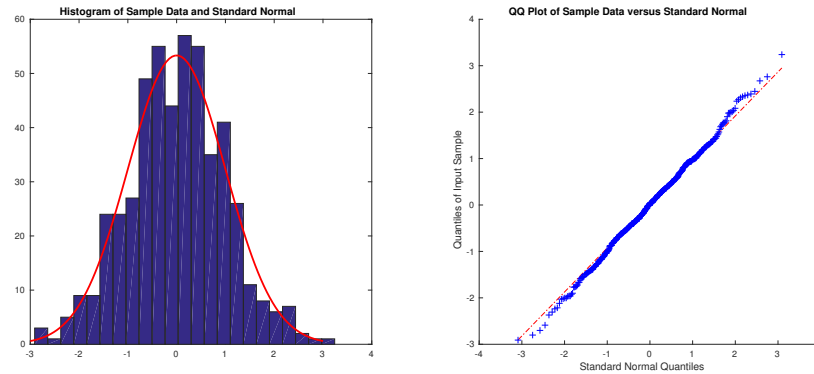 Histogram of Sample Data and Standard Normal
60
50
40
30
20
10
0
-3 -2 -1 0 1 2 3 4
QQ Plot of Sample Data versus Standard Normal
4
3
2
1
0
-1
-2
-3
Quantiles of Input Sample
-4 -3 -2 -1 0 1 2 3
Standard Normal Quantiles